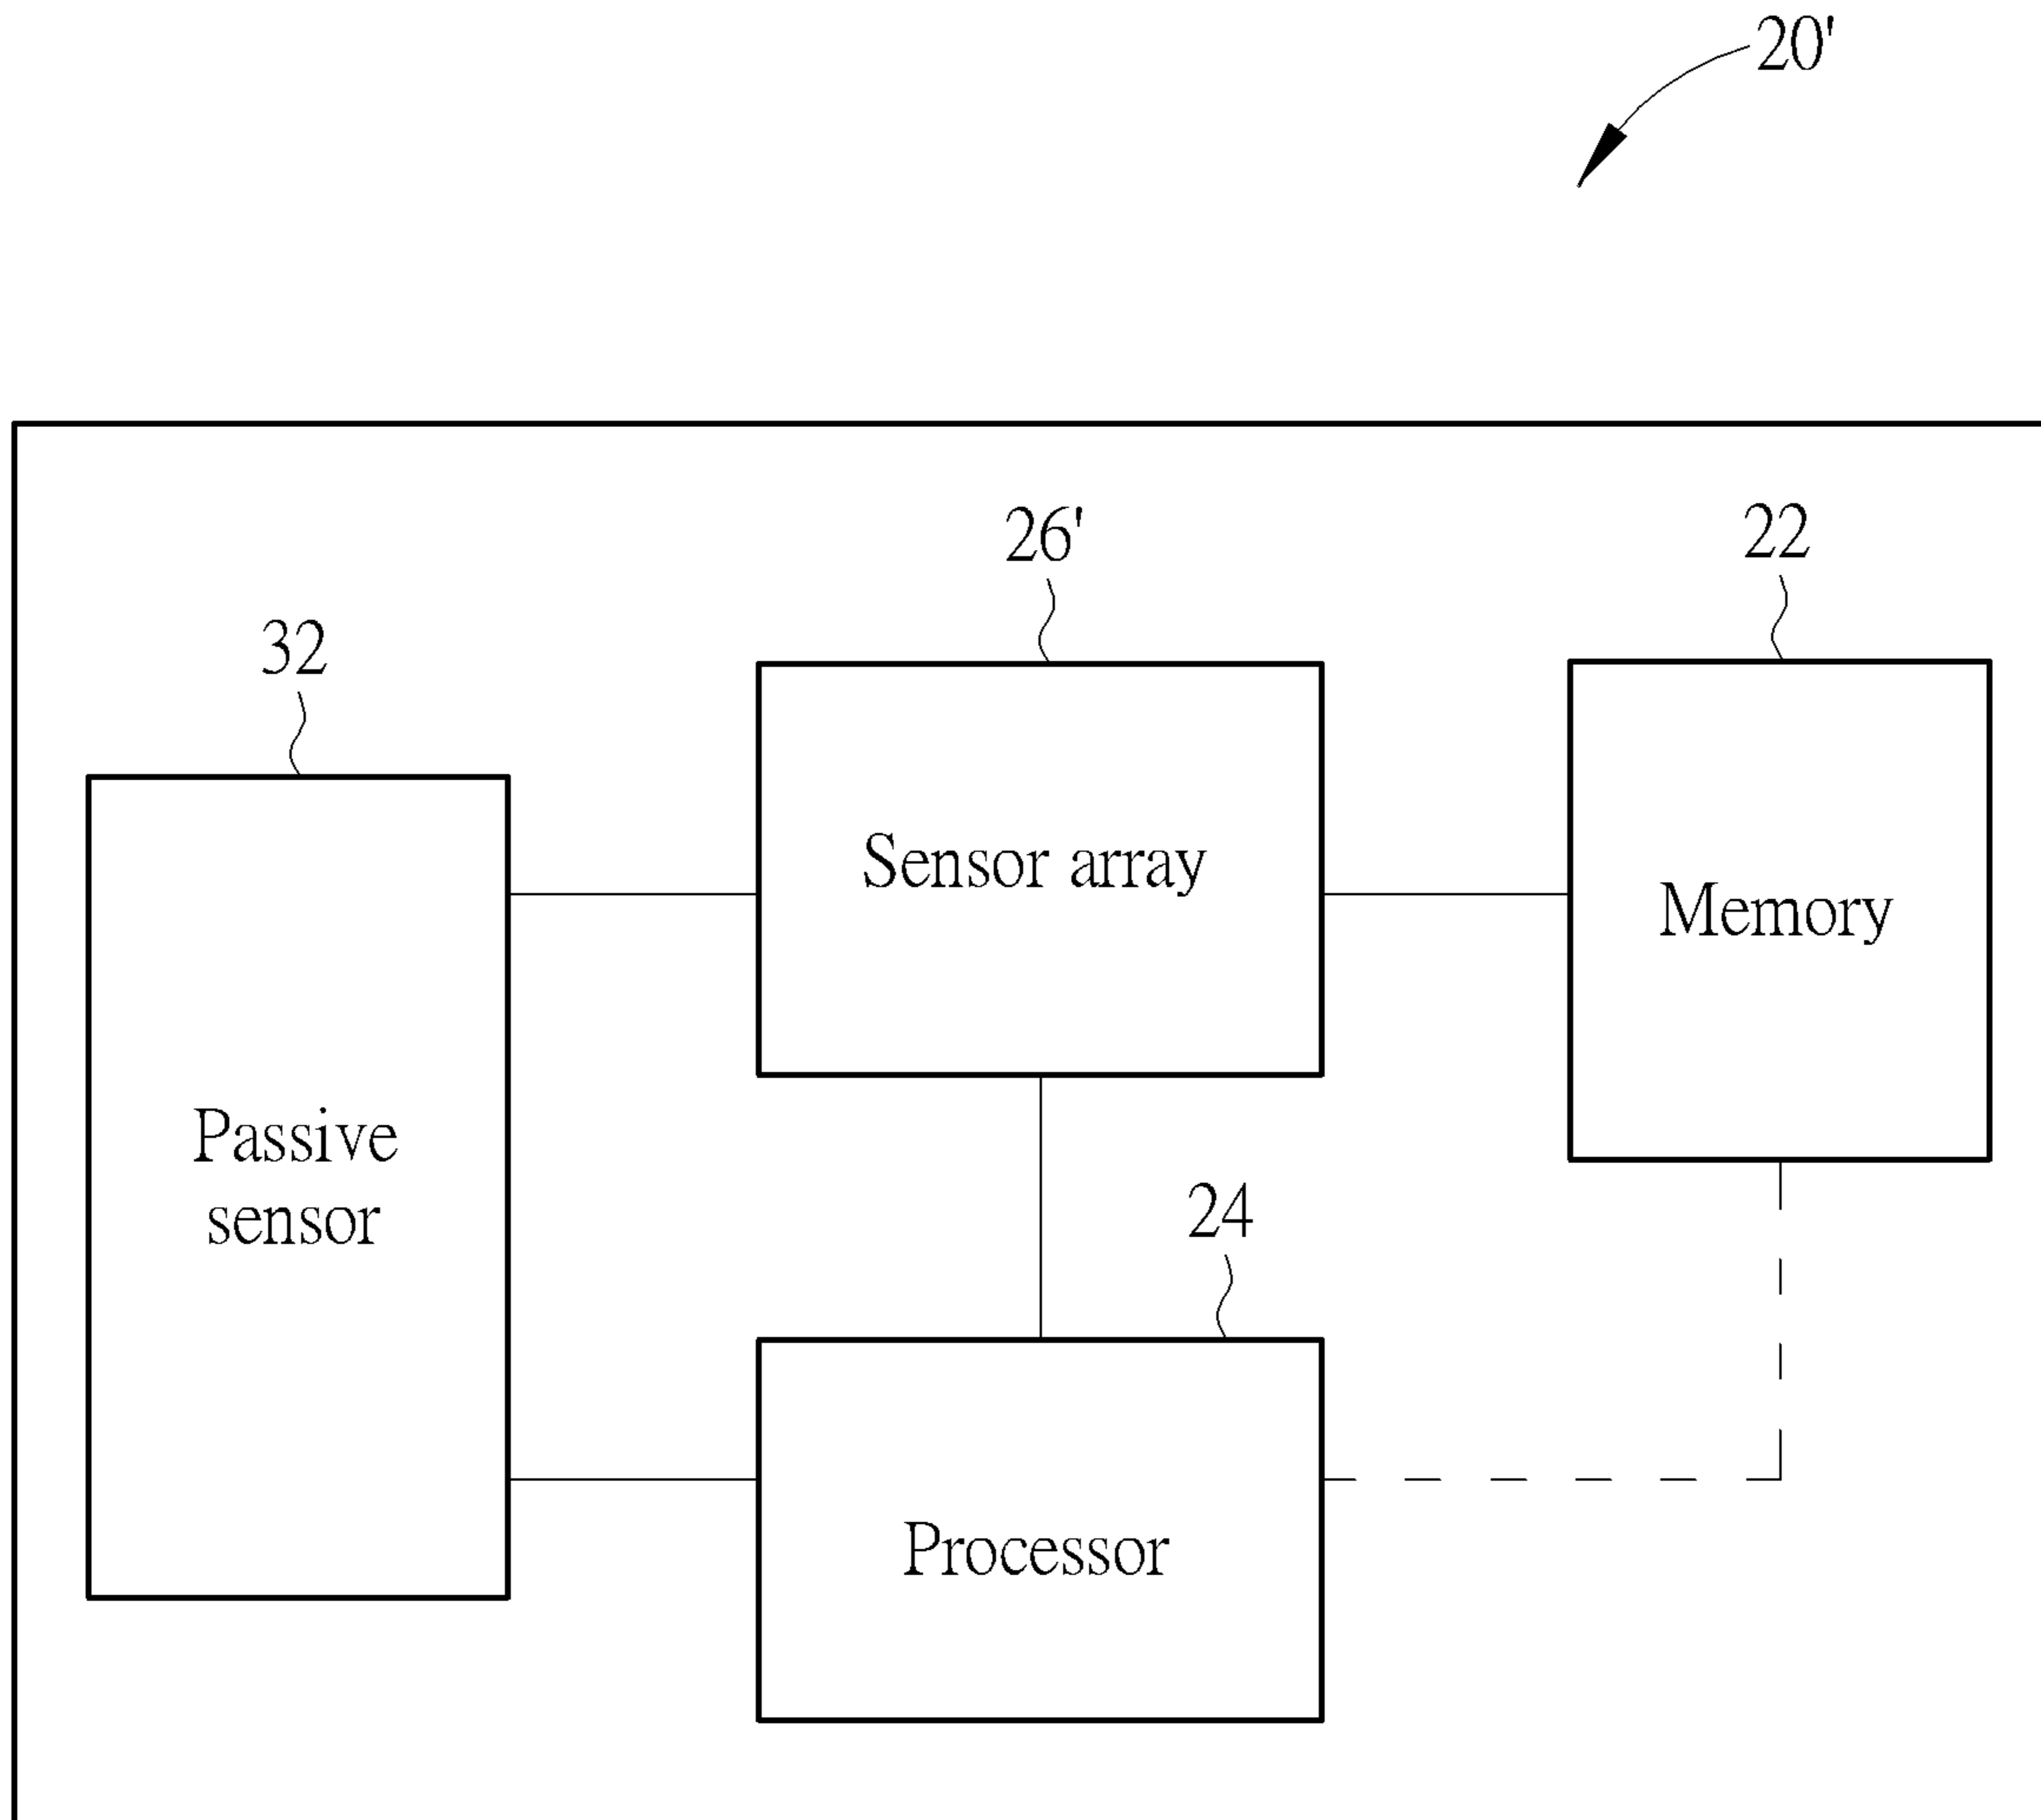 20'
26'
22
32
Sensor array
Memory
Passive
sensor
24
Processor